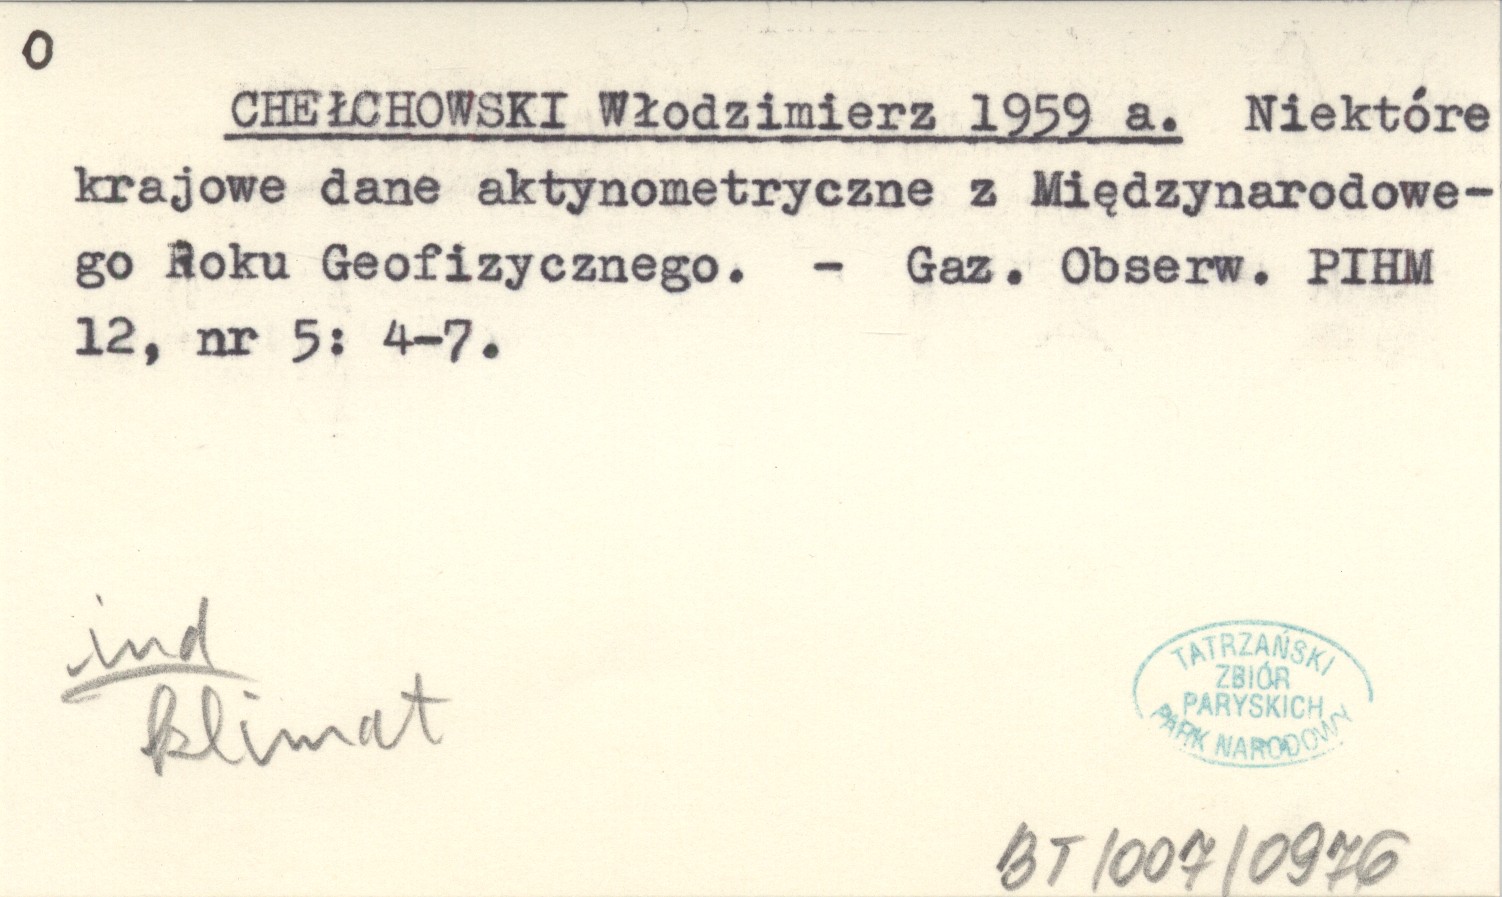 O
CHEŁCHOWSKI Włodzimierz 1959 a. Niektóre
krajowe dane aktynometryczne z Międzynarodowe-
go Roku Geofizycznego. - Gaz. Obserw. PIHM
12, nr 5: 4-7.
ind
klimat
TATRZAŃSKI
ZBIÓR
PARYSKICH
PARK NARODOWY
BT/007/0976